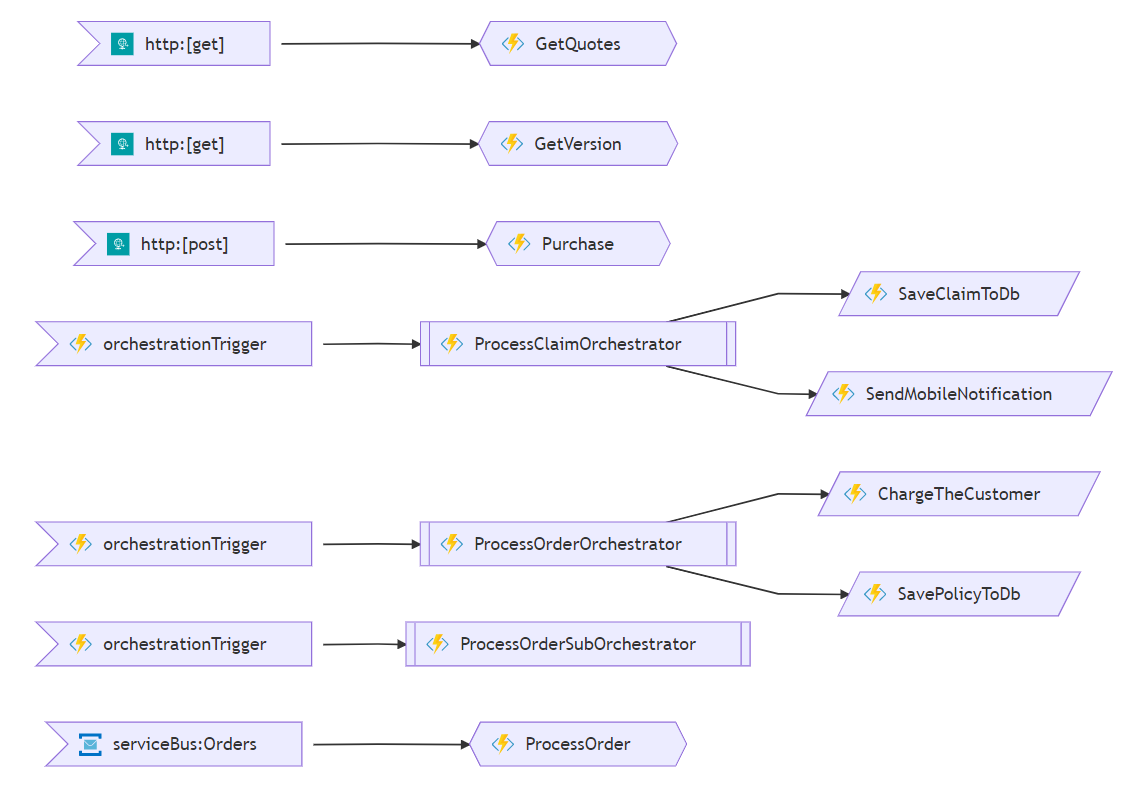 http:[get]
GetQuotes
http:[get]
GetVersion
http:[post]
Purchase
SaveClaimToDb
orchestrationTrigger
ProcessClaimOrchestrator
SendMobileNotification
ChargeTheCustomer
orchestrationTrigger
ProcessOrderOrchestrator
SavePolicyToDb
orchestrationTrigger
ProcessOrderSubOrchestrator
serviceBus:Orders
ProcessOrder